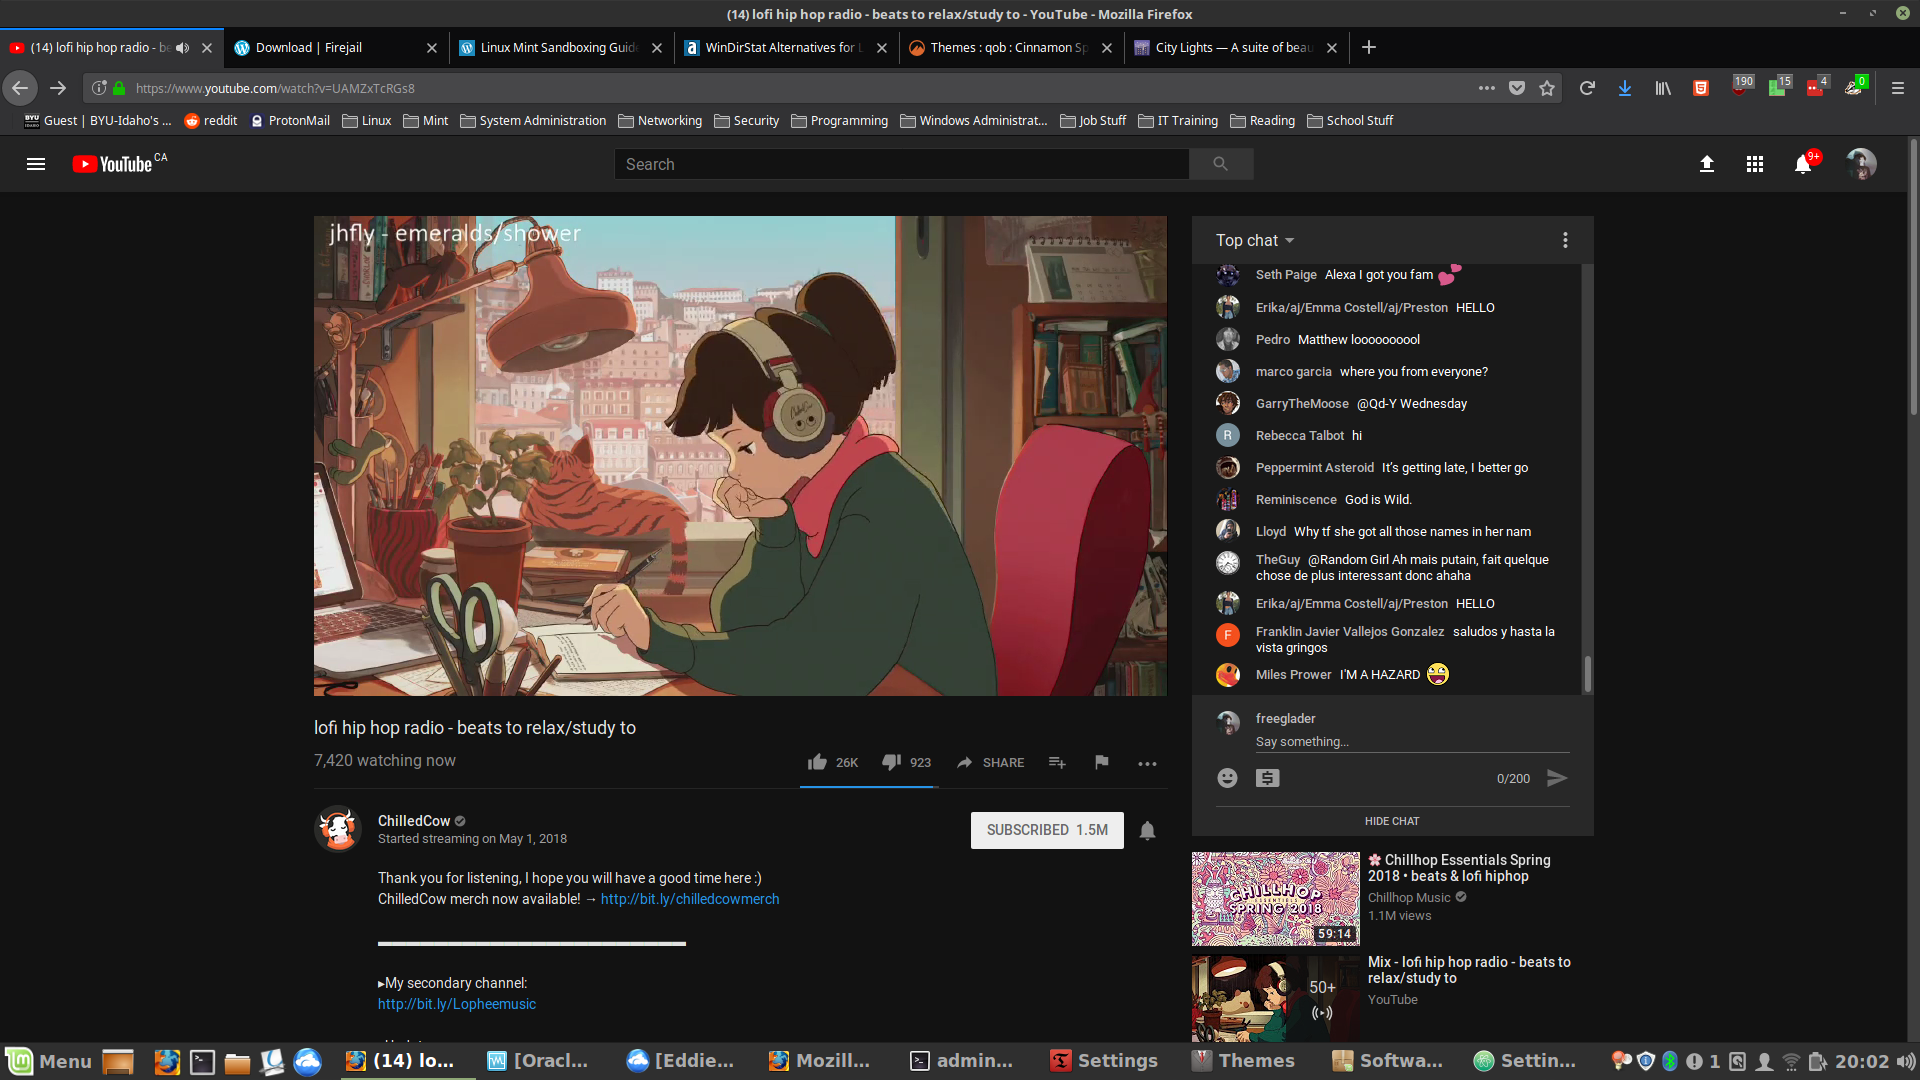 (14) lofi hip hop radio - beats to relax/study to - YouTube - Mozilla Firefox
(14) lofi hip hop radio - be
Download | Firejail
Linux Mint Sandboxing Guide
WinDirStat Alternatives for L
Themes : qob : Cinnamon Sp
City Lights — A suite of beau
https://www.youtube.com/watch?v=UAMZxTcRGs8
190
15
4
0
BYU IDAHO
Guest | BYU-Idaho's ...
reddit
ProtonMail
Linux
Mint
System Administration
Networking
Security
Programming
Windows Administrat...
Job Stuff
IT Training
Reading
School Stuff
YouTube CA
Search
9+
jhfly - emeralds/shower
Top chat
Seth Paige Alexa I got you fam 💕
Erika/aj/Emma Costell/aj/Preston HELLO
Pedro Matthew looooooooool
marco garcia where you from everyone?
GarryTheMoose @Qd-Y Wednesday
R
Rebecca Talbot hi
Peppermint Asteroid It's getting late, I better go
Reminiscence God is Wild.
Lloyd Why tf she got all those names in her nam
TheGuy @Random Girl Ah mais putain, fait quelque
chose de plus interessant donc ahaha
Erika/aj/Emma Costell/aj/Preston HELLO
F
Franklin Javier Vallejos Gonzalez saludos y hasta la
vista gringos
Miles Prower I'M A HAZARD
freeglader
Say something...
0/200
HIDE CHAT
lofi hip hop radio - beats to relax/study to
7,420 watching now
26K
923
SHARE
ChilledCow
Started streaming on May 1, 2018
SUBSCRIBED 1.5M
Thank you for listening, I hope you will have a good time here :)
ChilledCow merch now available! → http://bit.ly/chilledcowmerch
▸My secondary channel:
http://bit.ly/Lopheemusic
CHILLHOP
ESSENTIALS
SPRING 2018
59:14
🌸 Chillhop Essentials Spring
2018 • beats & lofi hiphop
Chillhop Music
1.1M views
50+
Mix - lofi hip hop radio - beats to
relax/study to
YouTube
Menu
(14) lo...
[Oracl...
[Eddie...
Mozill...
admin...
Settings
Themes
Softwa...
Settin...
1
20:02